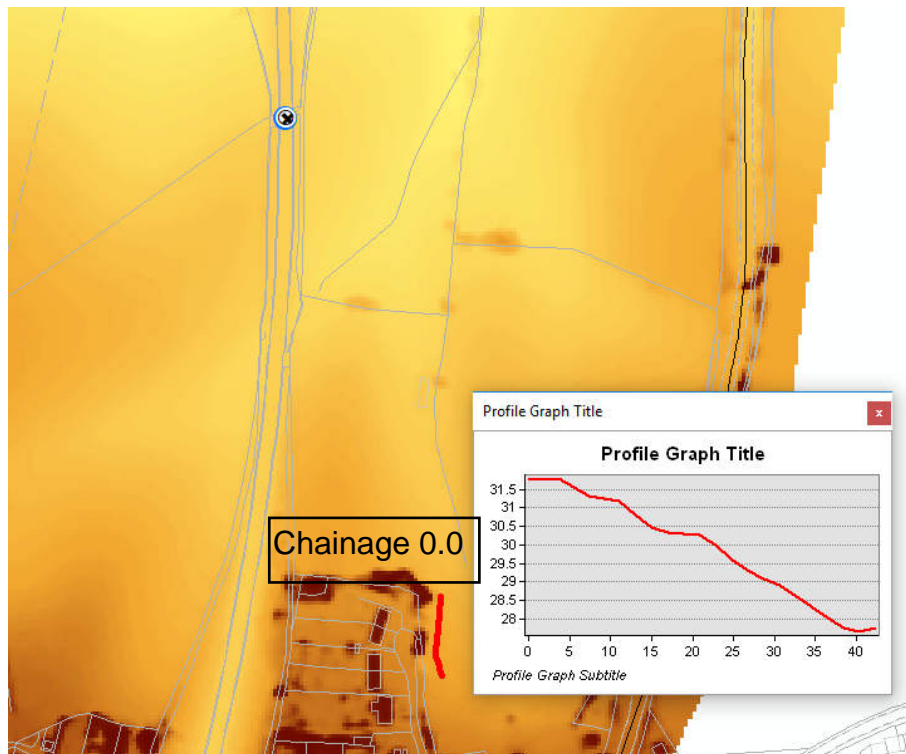 Profile Graph Title
x
Profile Graph Title
31.5
31
30.5
30
29.5
29
28.5
28
0 5 10 15 20 25 30 35 40
Profile Graph Subtitle
Chainage 0.0